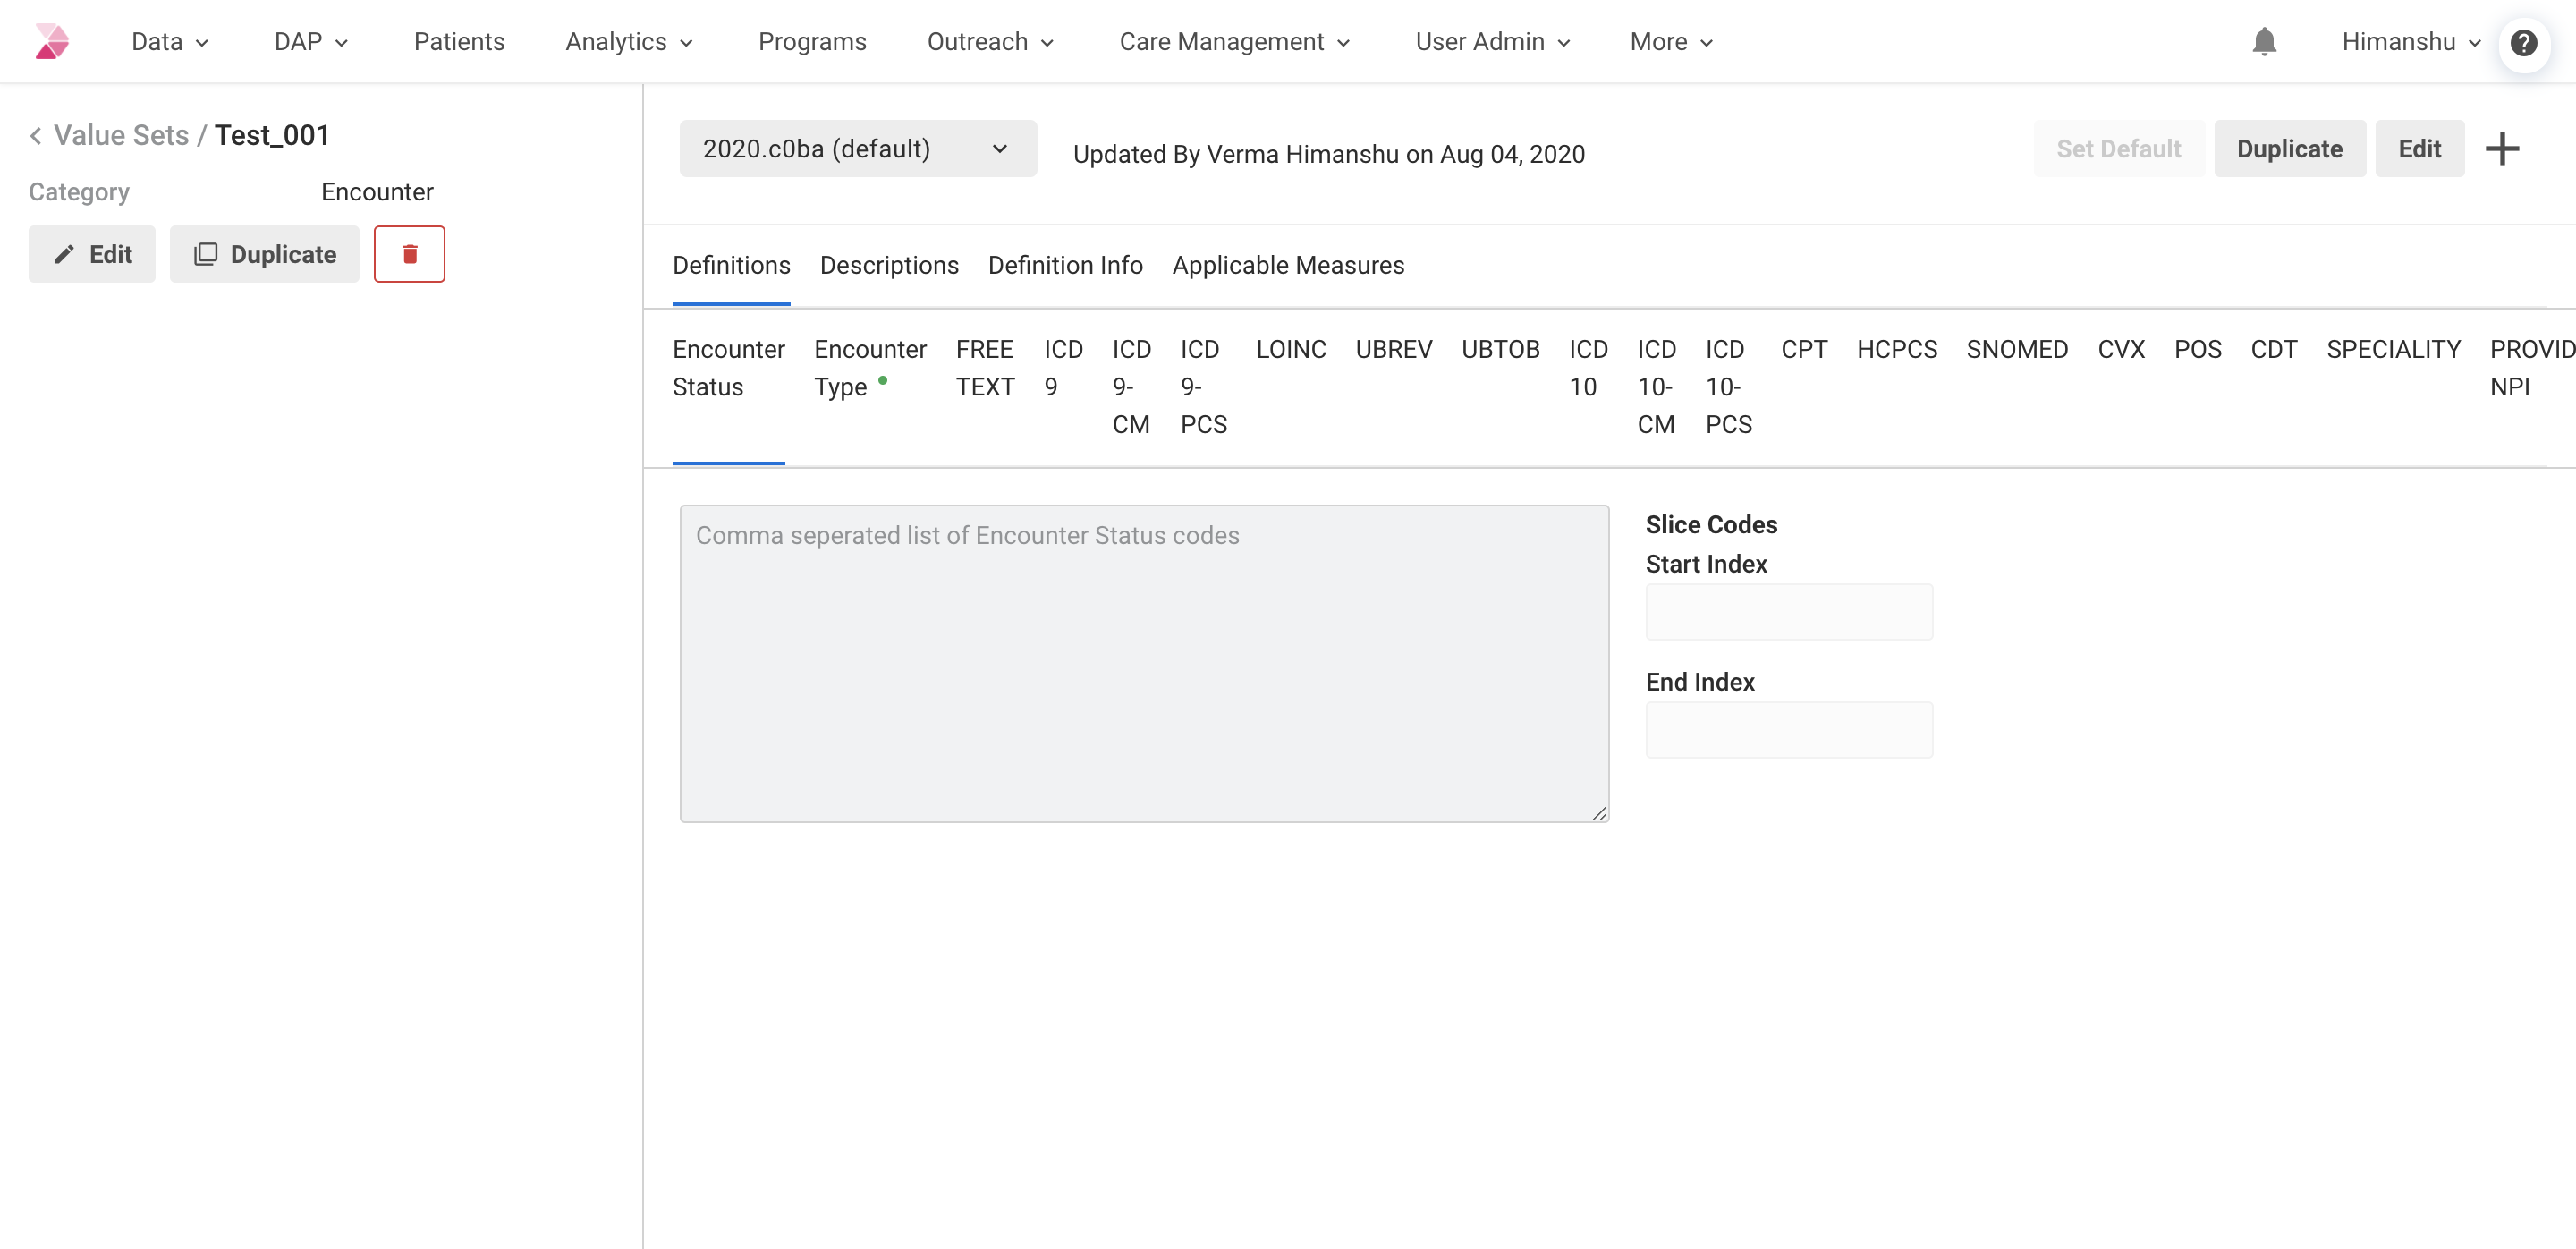 Data DAP Patients Analytics Programs Outreach Care Management User Admin More Himanshu ?
Value Sets / Test_001
Category Encounter
Edit Duplicate
2020.c0ba (default) Updated By Verma Himanshu on Aug 04, 2020 Set Default Duplicate Edit
Definitions Descriptions Definition Info Applicable Measures
Encounter Encounter FREE ICD ICD ICD LOINC UBREV UBTOB ICD ICD ICD CPT HCPCS SNOMED CVX POS CDT SPECIALITY PROVID
Status Type TEXT 9 9- 9- 10 10- 10- NPI
CM PCS CM PCS
Comma seperated list of Encounter Status codes
Slice Codes
Start Index
End Index